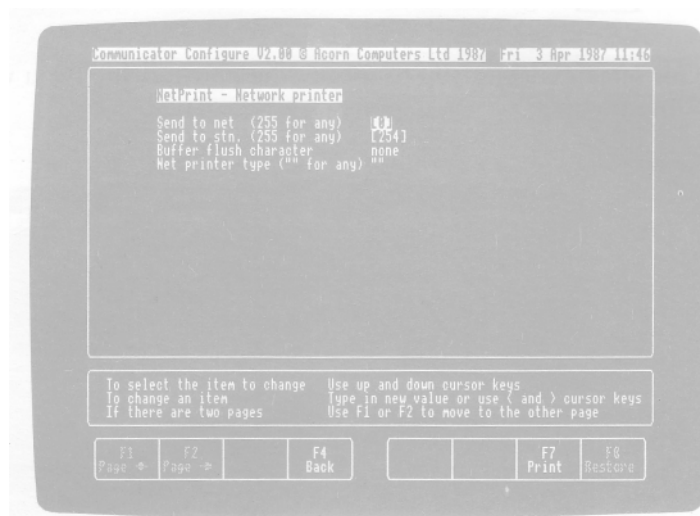 Communicator Configure V2.00 © Acorn Computers Ltd 1987 Fri 3 Apr 1987 11:46
NetPrint - Network printer
Send to net (255 for any) [0]
Send to stn. (255 for any) [254]
Buffer flush character none
Net printer type ("" for any) ""
To select the item to change Use up and down cursor keys
To change an item Type in new value or use < and > cursor keys
If there are two pages Use F1 or F2 to move to the other page
F1 F2 F4 F7 F8
Page Page Back Print Restore